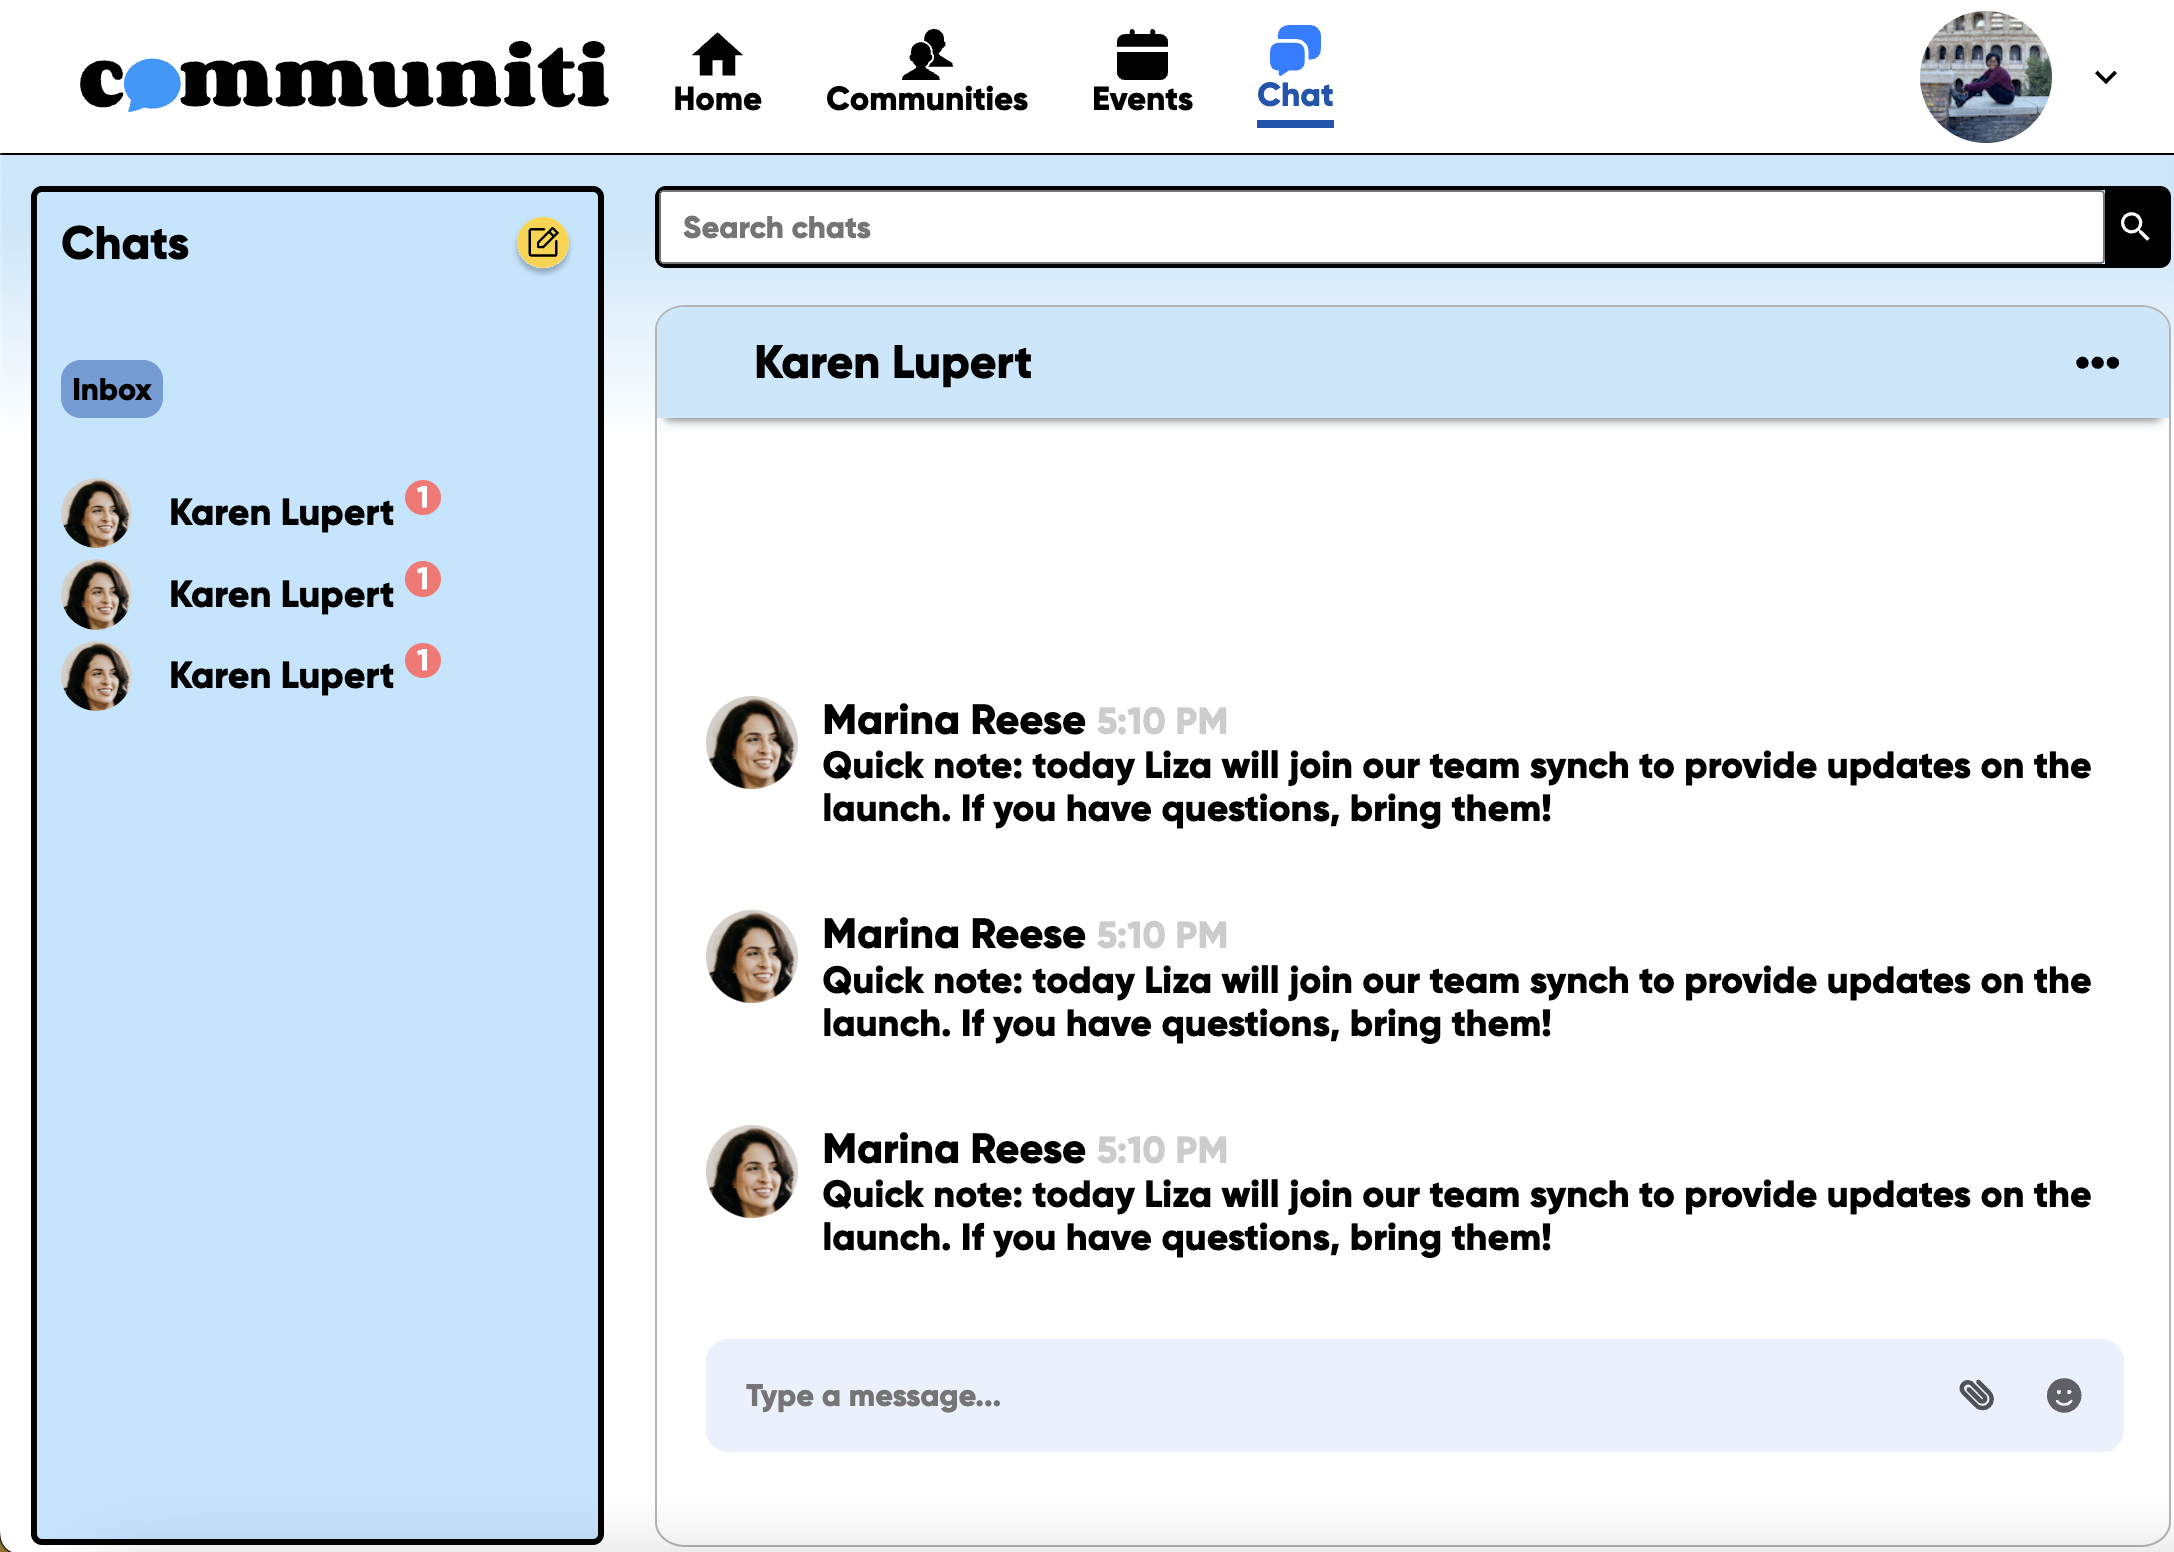 communiti
Home
Communities
Events
Chat
Chats
Search chats
Inbox
Karen Lupert 1
Karen Lupert 1
Karen Lupert 1
Karen Lupert
Marina Reese 5:10 PM
Quick note: today Liza will join our team synch to provide updates on the
launch. If you have questions, bring them!
Marina Reese 5:10 PM
Quick note: today Liza will join our team synch to provide updates on the
launch. If you have questions, bring them!
Marina Reese 5:10 PM
Quick note: today Liza will join our team synch to provide updates on the
launch. If you have questions, bring them!
Type a message...